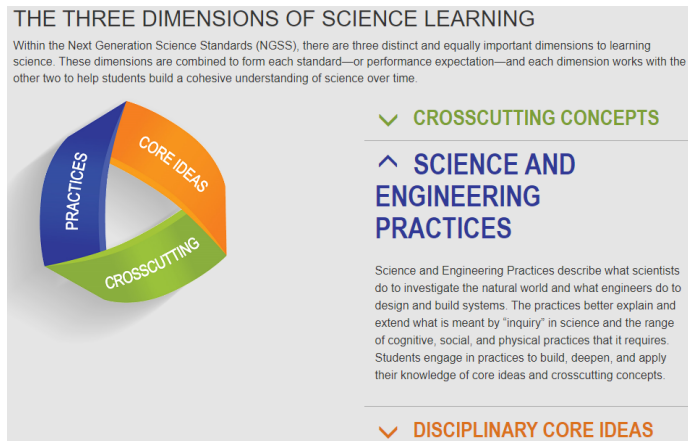 THE THREE DIMENSIONS OF SCIENCE LEARNING
Within the Next Generation Science Standards (NGSS), there are three distinct and equally important dimensions to learning
science. These dimensions are combined to form each standard—or performance expectation—and each dimension works with the
other two to help students build a cohesive understanding of science over time.
PRACTICES
CORE IDEAS
CROSSCUTTING
CROSSCUTTING CONCEPTS
SCIENCE AND
ENGINEERING
PRACTICES
Science and Engineering Practices describe what scientists
do to investigate the natural world and what engineers do to
design and build systems. The practices better explain and
extend what is meant by “inquiry” in science and the range
of cognitive, social, and physical practices that it requires.
Students engage in practices to build, deepen, and apply
their knowledge of core ideas and crosscutting concepts.
DISCIPLINARY CORE IDEAS